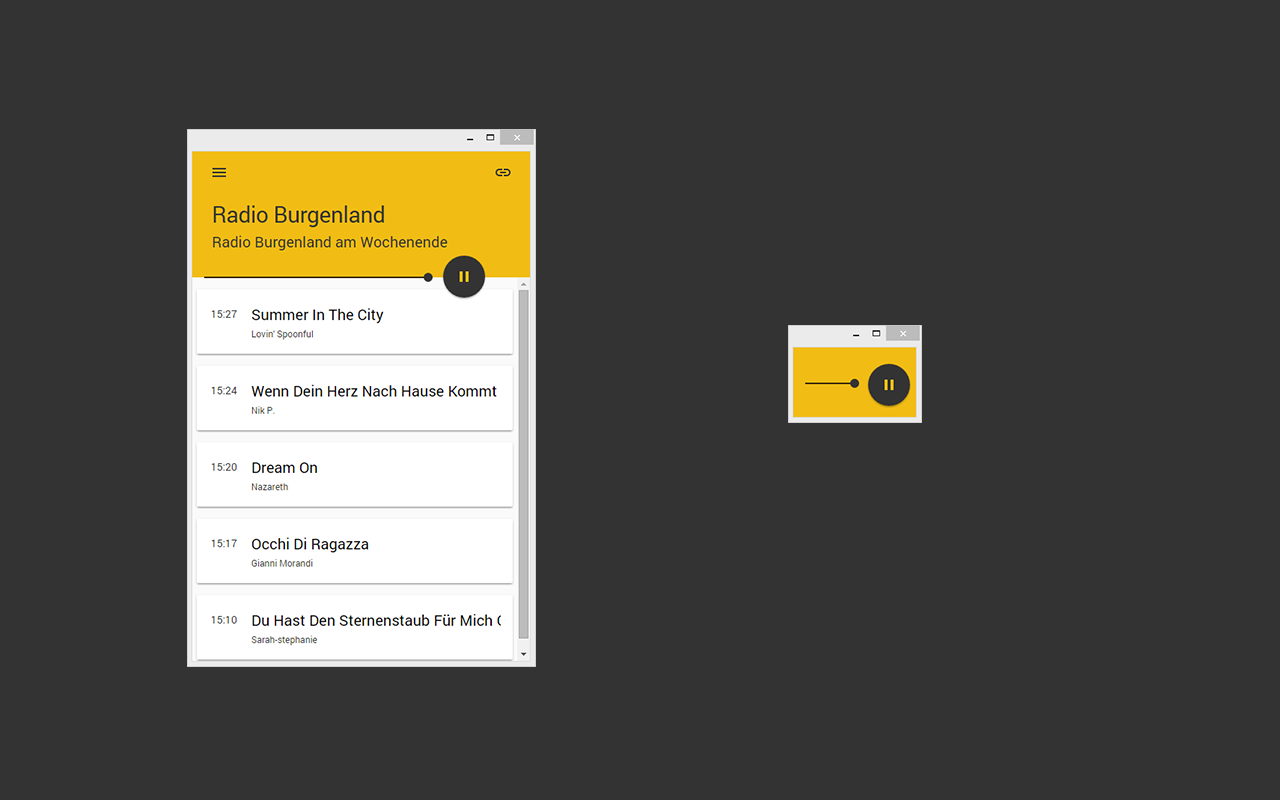 Radio Burgenland
Radio Burgenland am Wochenende
15:27 Summer In The City
Lovin' Spoonful
15:24 Wenn Dein Herz Nach Hause Kommt
Nik P.
15:20 Dream On
Nazareth
15:17 Occhi Di Ragazza
Gianni Morandi
15:10 Du Hast Den Sternenstaub Für Mich
Sarah-stephanie